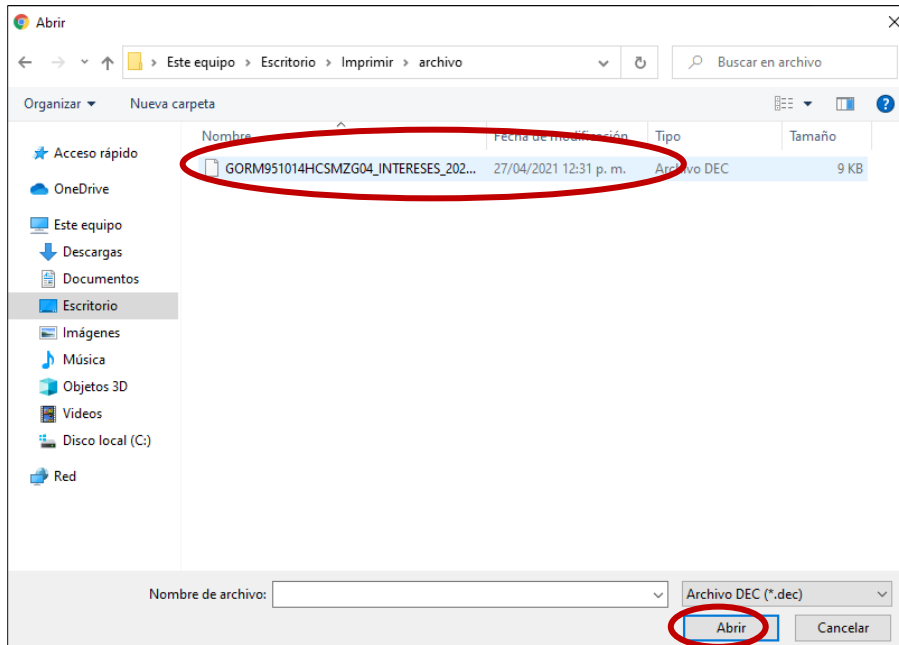 Abrir
Este equipo > Escritorio > Imprimir > archivo
Buscar en archivo
Organizar
Nueva carpeta
Nombre
Fecha de modificación
Tipo
Tamaño
Acceso rápido
GORM951014HCSMZG04_INTERESES_202...
27/04/2021 12:31 p. m.
Archivo DEC
9 KB
OneDrive
Este equipo
Descargas
Documentos
Escritorio
Imágenes
Música
Objetos 3D
Videos
Disco local (C:)
Red
Nombre de archivo:
Archivo DEC (*.dec)
Abrir
Cancelar